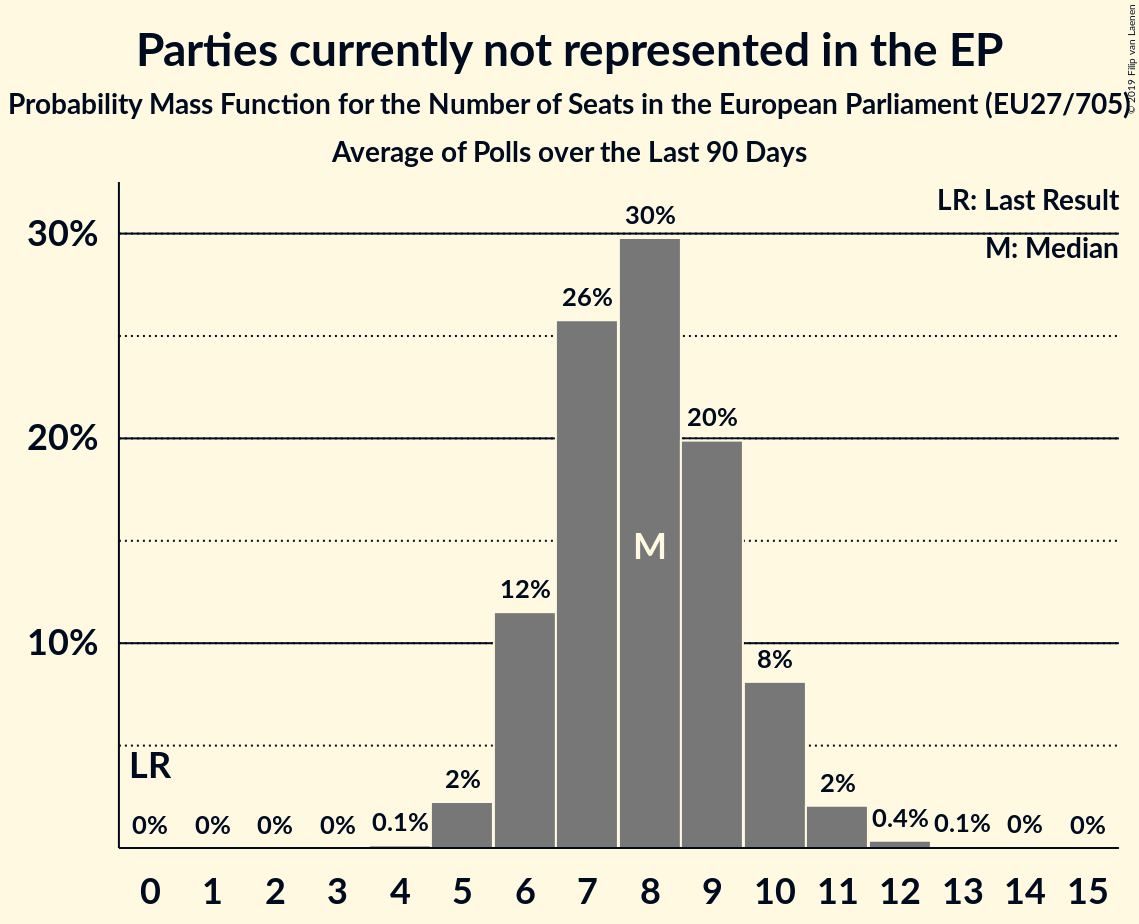 Parties currently not represented in the EP
Probability Mass Function for the Number of Seats in the European Parliament (EU27/705)
Average of Polls over the Last 90 Days
© 2019 Filip van Laenen
LR: Last Result
M: Median
30%
20%
10%
0% 0% 0% 0% 0.1% 2% 12% 26% 30% 20% 8% 2% 0.4% 0.1% 0% 0%
LR
M
0 1 2 3 4 5 6 7 8 9 10 11 12 13 14 15